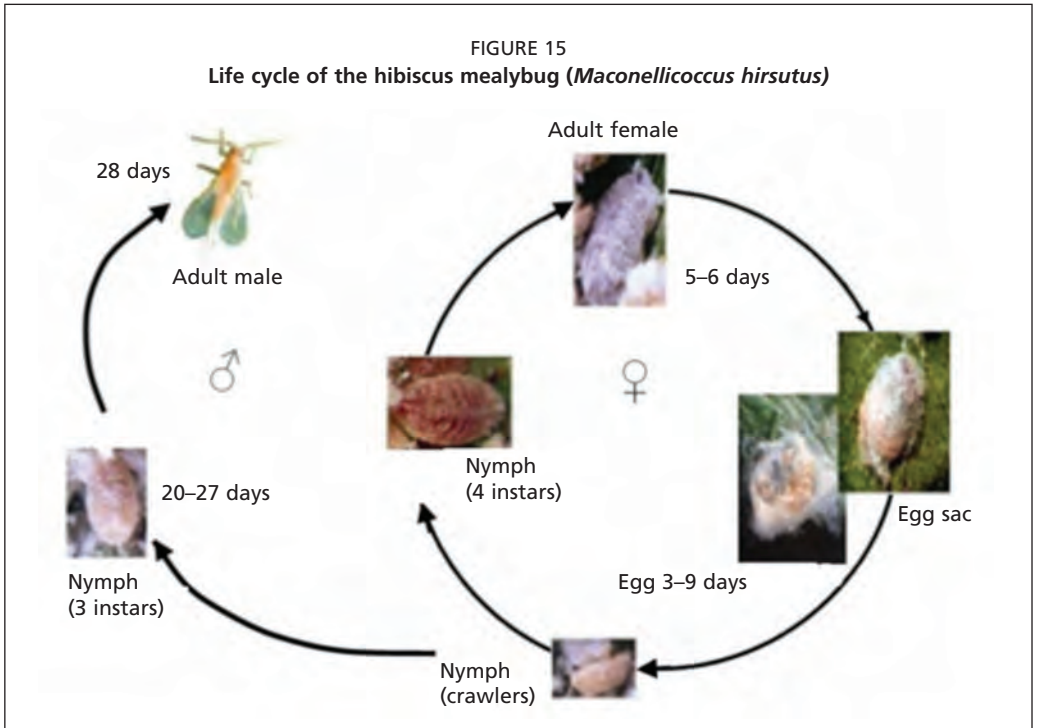 FIGURE 15
Life cycle of the hibiscus mealybug (Maconellicoccus hirsutus)
Adult female
28 days
Adult male
5–6 days
♂
♀
Nymph
(4 instars)
20–27 days
Egg sac
Nymph
(3 instars)
Egg 3–9 days
Nymph
(crawlers)